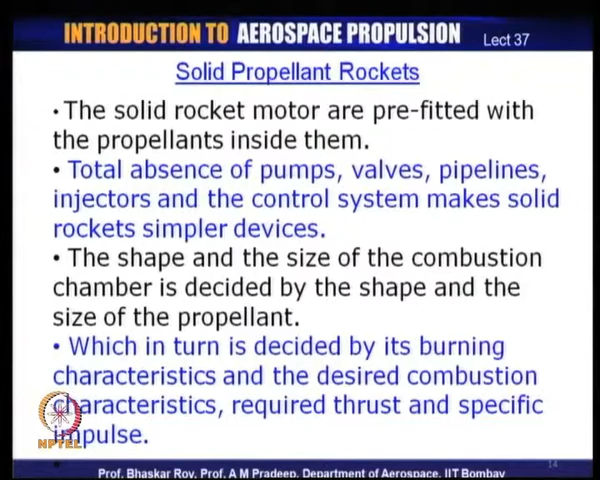 INTRODUCTION TO AEROSPACE PROPULSION Lect 37
Solid Propellant Rockets
• The solid rocket motor are pre-fitted with
the propellants inside them.
• Total absence of pumps, valves, pipelines,
injectors and the control system makes solid
rockets simpler devices.
• The shape and the size of the combustion
chamber is decided by the shape and the
size of the propellant.
• Which in turn is decided by its burning
characteristics and the desired combustion
characteristics, required thrust and specific
impulse.
NPTEL
Prof. Bhaskar Roy, Prof. A M Pradeep, Department of Aerospace, IIT Bombay
14